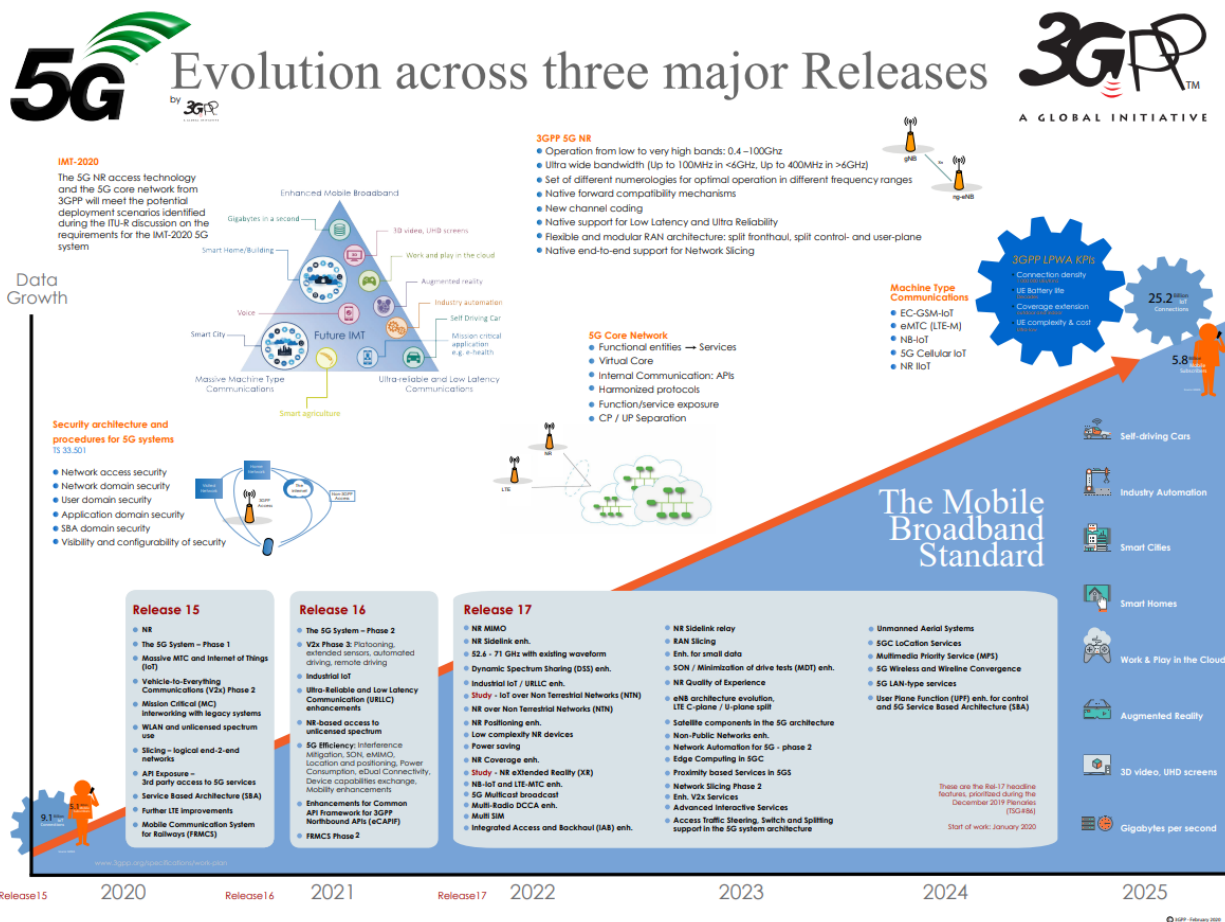 5G
Evolution across three major Releases
by 3GPP
3GPP TM
A GLOBAL INITIATIVE
IMT-2020
The 5G NR access technology
and the 5G core network from
3GPP will meet the potential
deployment scenarios identified
during the ITU-R discussion on the
requirements for the IMT-2020 5G
system
Enhanced Mobile Broadband
Gigabytes in a second
3D video, UHB screens
Smart Home/Building
Work and play in the cloud
Augmented reality
Industry automation
Voice
Self Driving Car
Smart City
Future IMT
Mission critical
application
e.g. e-health
Massive Machine Type
Communications
Ultra-reliable and Low Latency
Communications
Smart agriculture
3GPP 5G NR
Operation from low to very high bands: 0.4 –100Ghz
Ultra wide bandwidth (Up to 100MHz in <6GHz, Up to 400MHz in >6GHz)
Set of different numerologies for optimal operation in different frequency ranges
Native forward compatibility mechanisms
New channel coding
Native support for Low Latency and Ultra Reliability
Flexible and modular RAN architecture: split fronthaul, split control- and user-plane
Native end-to-end support for Network Slicing
gNB
Xn
ng-eNB
Data
Growth
3GPP LPWA KPIs
Connection density
UE Battery life
Coverage extension
UE complexity & cost
25.2 Billion
IoT
Connections
5.8 Billion
Mobile
Subscribers
Machine Type
Communications
EC-GSM-IoT
eMTC (LTE-M)
NB-IoT
5G Cellular IoT
NR IIoT
5G Core Network
Functional entities → Services
Virtual Core
Internal Communication: APIs
Harmonized protocols
Function/service exposure
CP / UP Separation
NR
LTE
Security architecture and
procedures for 5G systems
TS 33.501
Network access security
Network domain security
User domain security
Application domain security
SBA domain security
Visibility and configurability of security
Home
Network
Visited
Network
3GPP
Access
The
Internet
Non-3GPP
Access
The Mobile
Broadband
Standard
Self-driving Cars
Industry Automation
Smart Cities
Smart Homes
Work & Play in the Cloud
Augmented Reality
3D video, UHD screens
Gigabytes per second
Release 15
NR
The 5G System – Phase 1
Massive MTC and Internet of Things
(IoT)
Vehicle-to-Everything
Communications (V2x) Phase 2
Mission Critical (MC)
Interworking with legacy systems
WLAN and unlicensed spectrum
use
Slicing – logical end-2-end
networks
API Exposure –
3rd party access to 5G services
Service Based Architecture (SBA)
Further LTE improvements
Mobile Communication System
for Railways (FRMCS)
Release 16
The 5G System – Phase 2
V2x Phase 3: Platooning,
extended sensors, automated
driving, remote driving
Industrial IoT
Ultra-Reliable and Low Latency
Communication (URLLC)
enhancements
NR-based access to
unlicensed spectrum
5G Efficiency: Interference
Mitigation, SON, eMIMO,
Location and positioning, Power
Consumption, eDual Connectivity,
Device capabilities exchange,
Mobility enhancements
Enhancements for Common
API Framework for 3GPP
Northbound APIs (eCAPIF)
FRMCS Phase 2
Release 17
NR MIMO
NR Sidelink enh.
52.6 - 71 GHz with existing waveform
Dynamic Spectrum Sharing (DSS) enh.
Industrial IoT / URLLC enh.
Study - IoT over Non Terrestrial Networks (NTN)
NR over Non Terrestrial Networks (NTN)
NR Positioning enh.
Low complexity NR devices
Power saving
NR Coverage enh.
Study - NR eXtended Reality (XR)
NB-IoT and LTE-MTC enh.
5G Multicast broadcast
Multi-Radio DCCA enh.
Multi SIM
Integrated Access and Backhaul (IAB) enh.
NR Sidelink relay
RAN Slicing
Enh. for small data
SON / Minimization of drive tests (MDT) enh.
NR Quality of Experience
eNB architecture evolution,
LTE C-plane / U-plane split
Satellite components in the 5G architecture
Non-Public Networks enh.
Network Automation for 5G - phase 2
Edge Computing in 5GC
Proximity based Services in 5GS
Network Slicing Phase 2
Enh. V2x Services
Advanced Interactive Services
Access Traffic Steering, Switch and Splitting
support in the 5G system architecture
Unmanned Aerial Systems
5GC LoCation Services
Multimedia Priority Service (MPS)
5G Wireless and Wireline Convergence
5G LAN-type services
User Plane Function (UPF) enh. for control
and 5G Service Based Architecture (SBA)
These are the Rel-17 headline
features, prioritized during the
December 2019 Plenaries
(TSG#86)
Start of work: January 2020
9.1 Billion
IoT
Connections
5.1
www.3gpp.org/specifications/work-plan
Release15
2020
Release16
2021
Release17
2022
2023
2024
2025
3GPP - February 2020